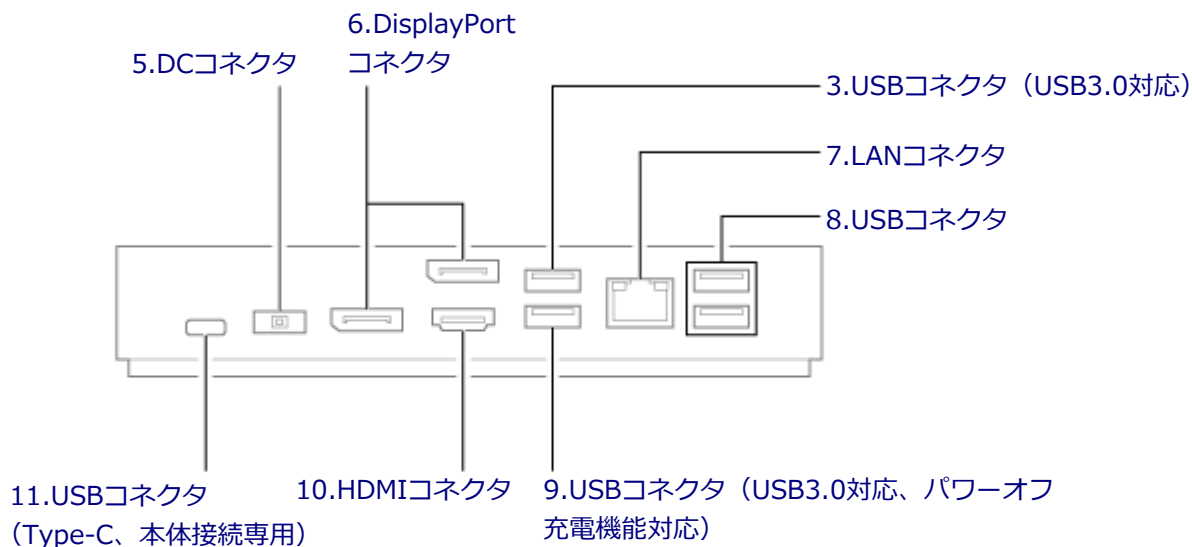 6.DisplayPort
コネクタ
5.DCコネクタ
3.USBコネクタ（USB3.0対応）
7.LANコネクタ
8.USBコネクタ
11.USBコネクタ
（Type-C、本体接続専用）
10.HDMIコネクタ
9.USBコネクタ（USB3.0対応、パワーオフ
充電機能対応）